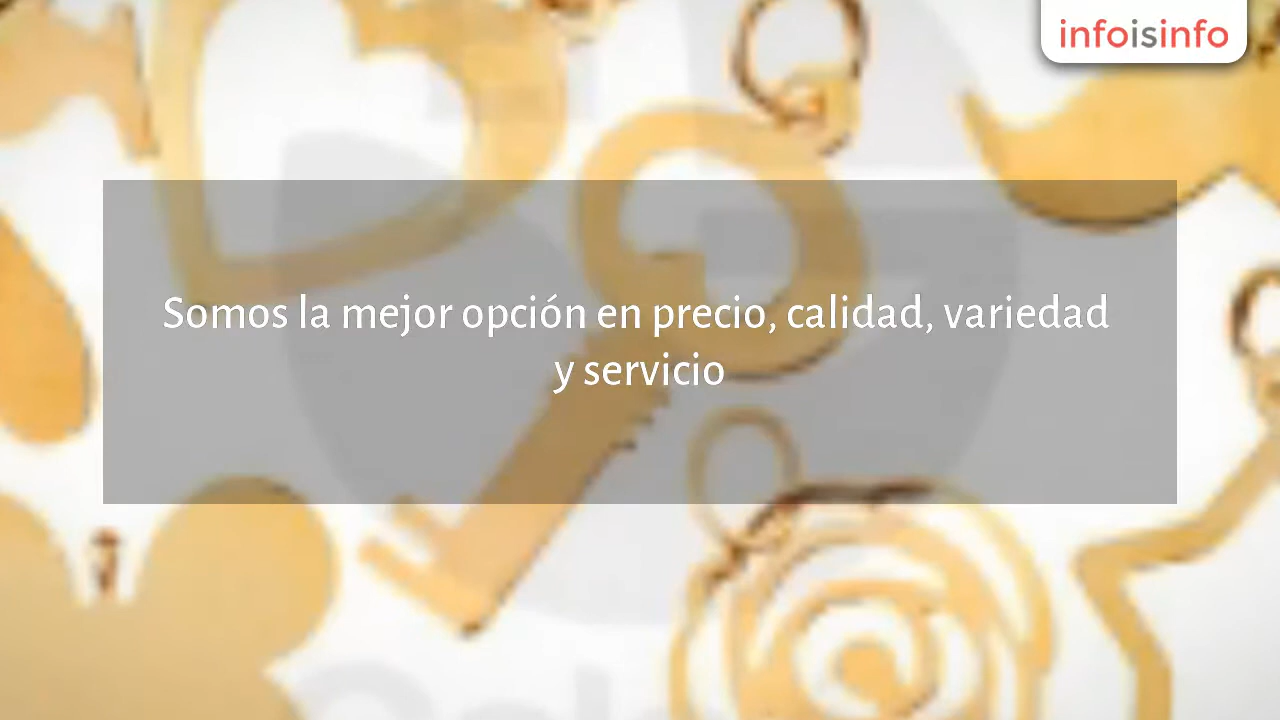 infoisinfo
Somos la mejor opción en precio, calidad, variedad
y servicio